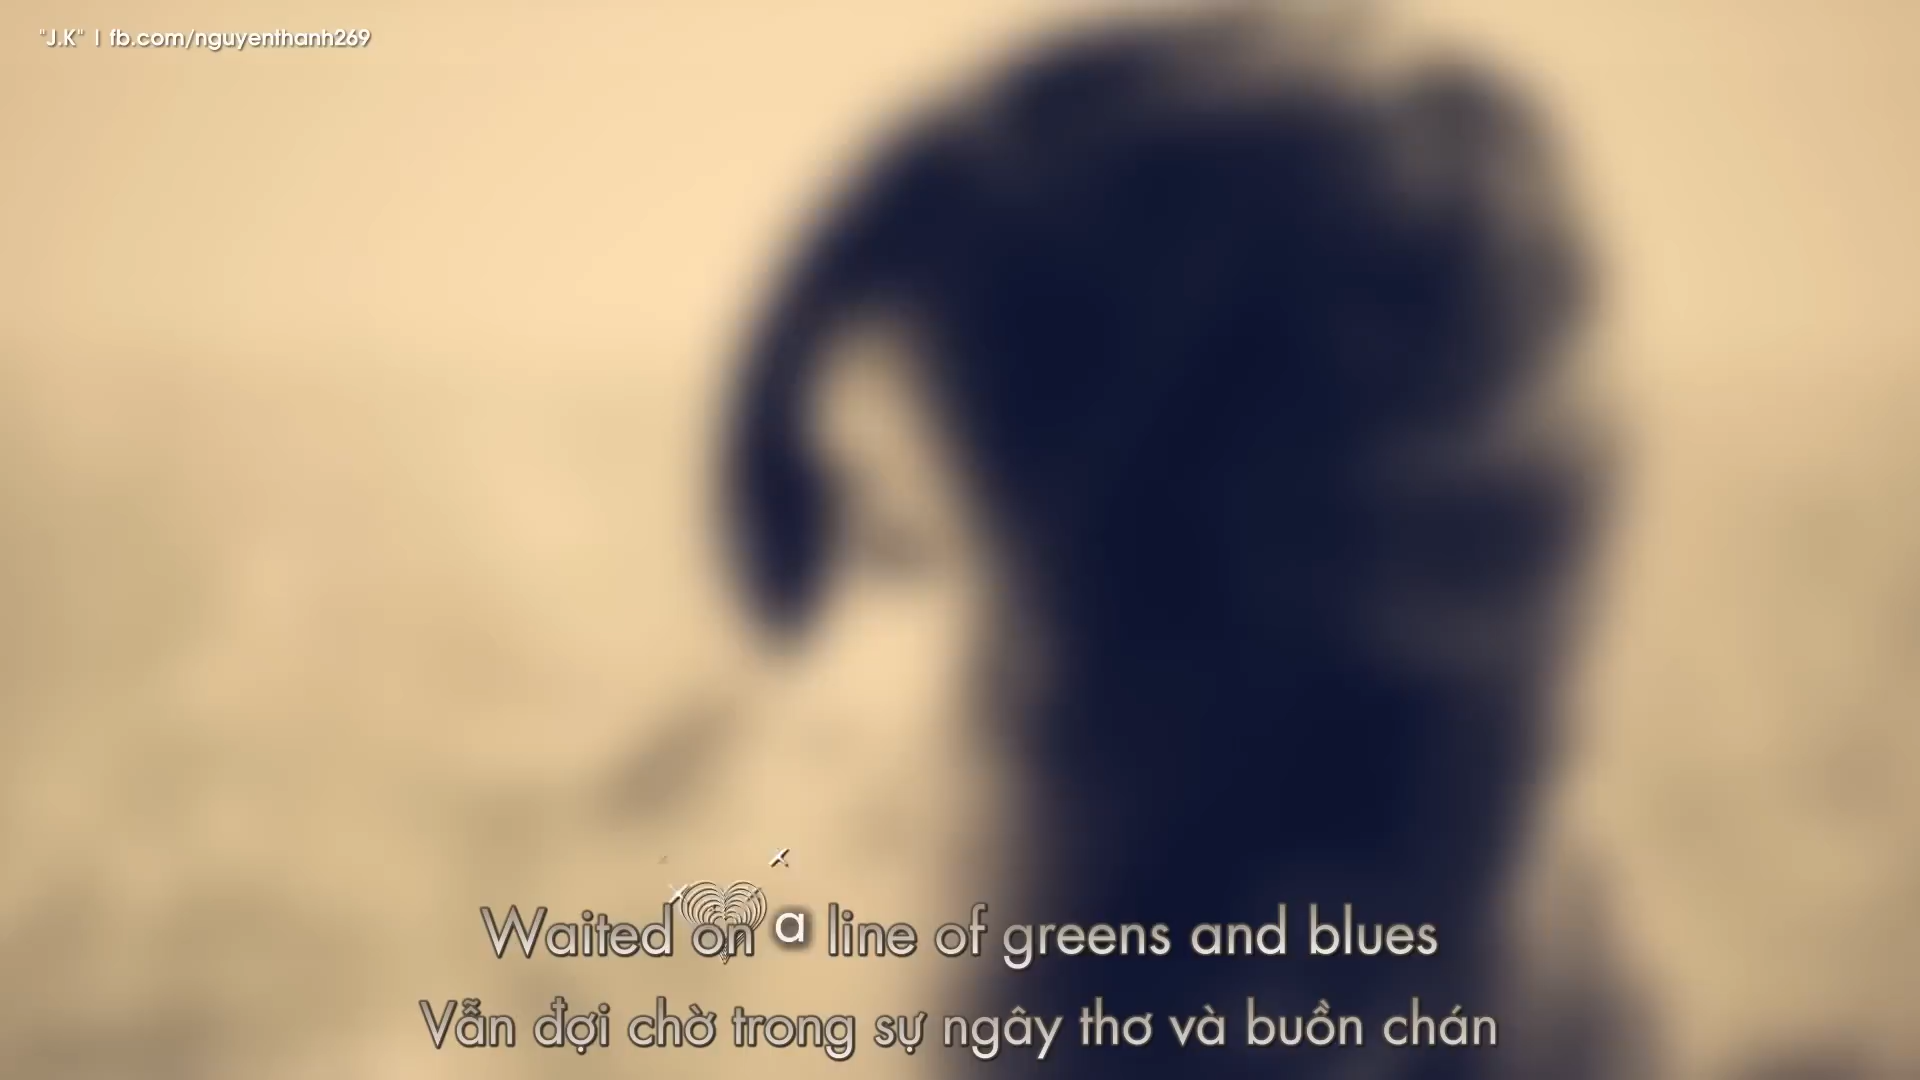 "J.K" | fb.com/nguyenthanh269
Waited on a line of greens and blues
Vẫn đợi chờ trong sự ngây thơ và buồn chán